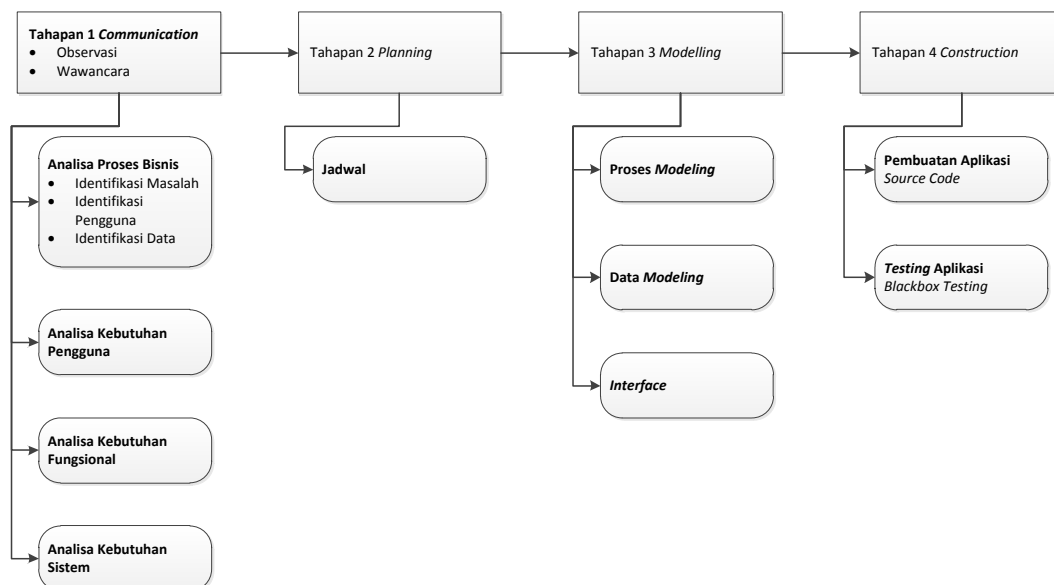 Tahapan 1 Communication
• Observasi
• Wawancara
Tahapan 2 Planning
Tahapan 3 Modelling
Tahapan 4 Construction
Analisa Proses Bisnis
• Identifikasi Masalah
• Identifikasi
Pengguna
• Identifikasi Data
Analisa Kebutuhan
Pengguna
Analisa Kebutuhan
Fungsional
Analisa Kebutuhan
Sistem
Jadwal
Proses Modeling
Data Modeling
Interface
Pembuatan Aplikasi
Source Code
Testing Aplikasi
Blackbox Testing